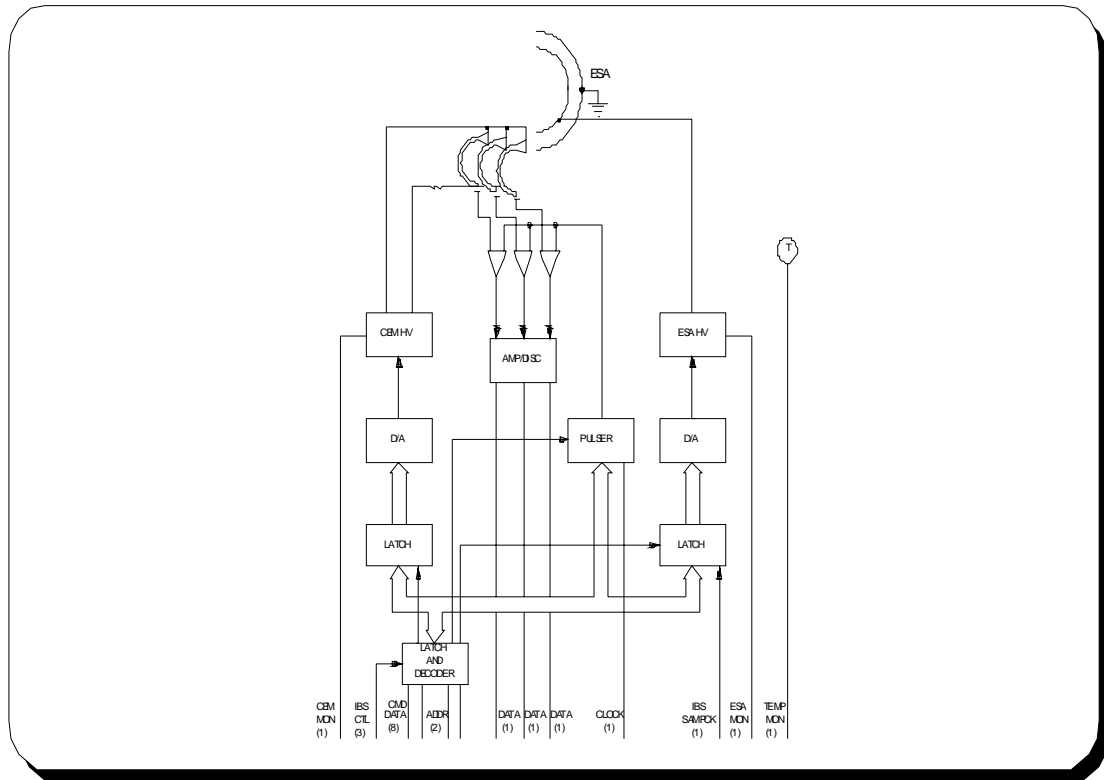 ESA
T
CEM HV
ESA HV
AMP/DISC
D/A
PULSER
D/A
LATCH
LATCH
LATCH
AND
DECODER
CEM
MON
(1)
IBS
CTL
(3)
CMD
DATA
(8)
ADDR
(2)
DATA
(1)
DATA
(1)
DATA
(1)
CLOCK
(1)
IBS
SAMPCK
(1)
ESA
MON
(1)
TEMP
MON
(1)